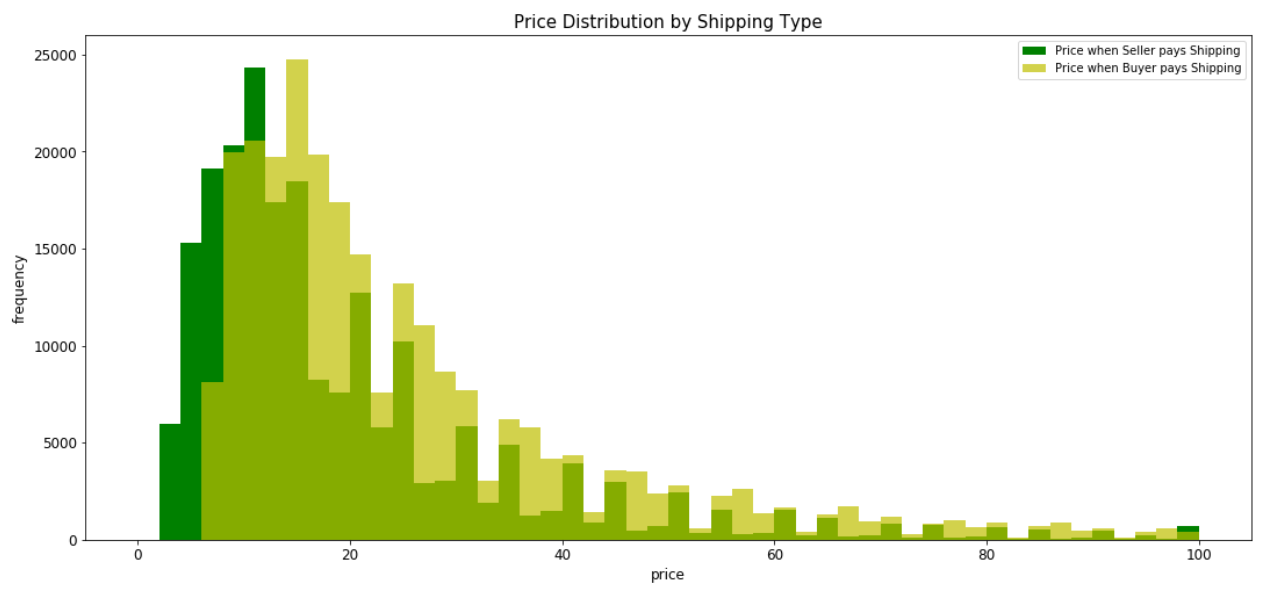 Price Distribution by Shipping Type
Price when Seller pays Shipping
Price when Buyer pays Shipping
25000
20000
15000
10000
5000
0
frequency
0 20 40 60 80 100
price